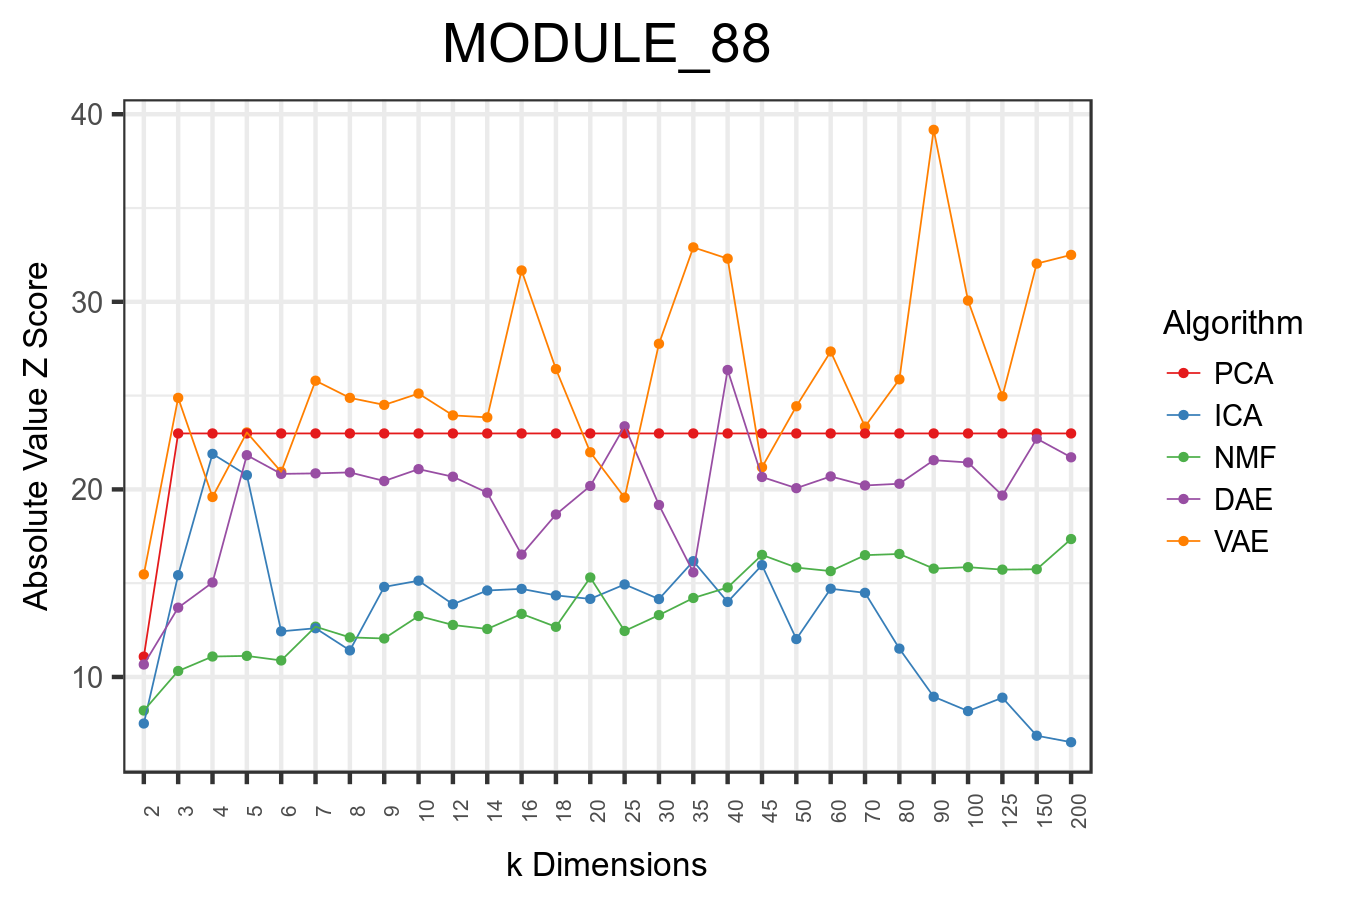 MODULE_88
40
30
20
10
Absolute Value Z Score
2 3 4 5 6 7 8 9 10 12 14 16 18 20 25 30 35 40 45 50 60 70 80 90 100 125 150 200
k Dimensions
Algorithm
PCA
ICA
NMF
DAE
VAE